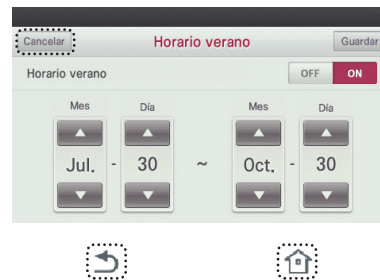 Cancelar Horario verano Guardar
Horario verano OFF ON
Mes Día Mes Día
Jul. - 30 ~ Oct. - 30